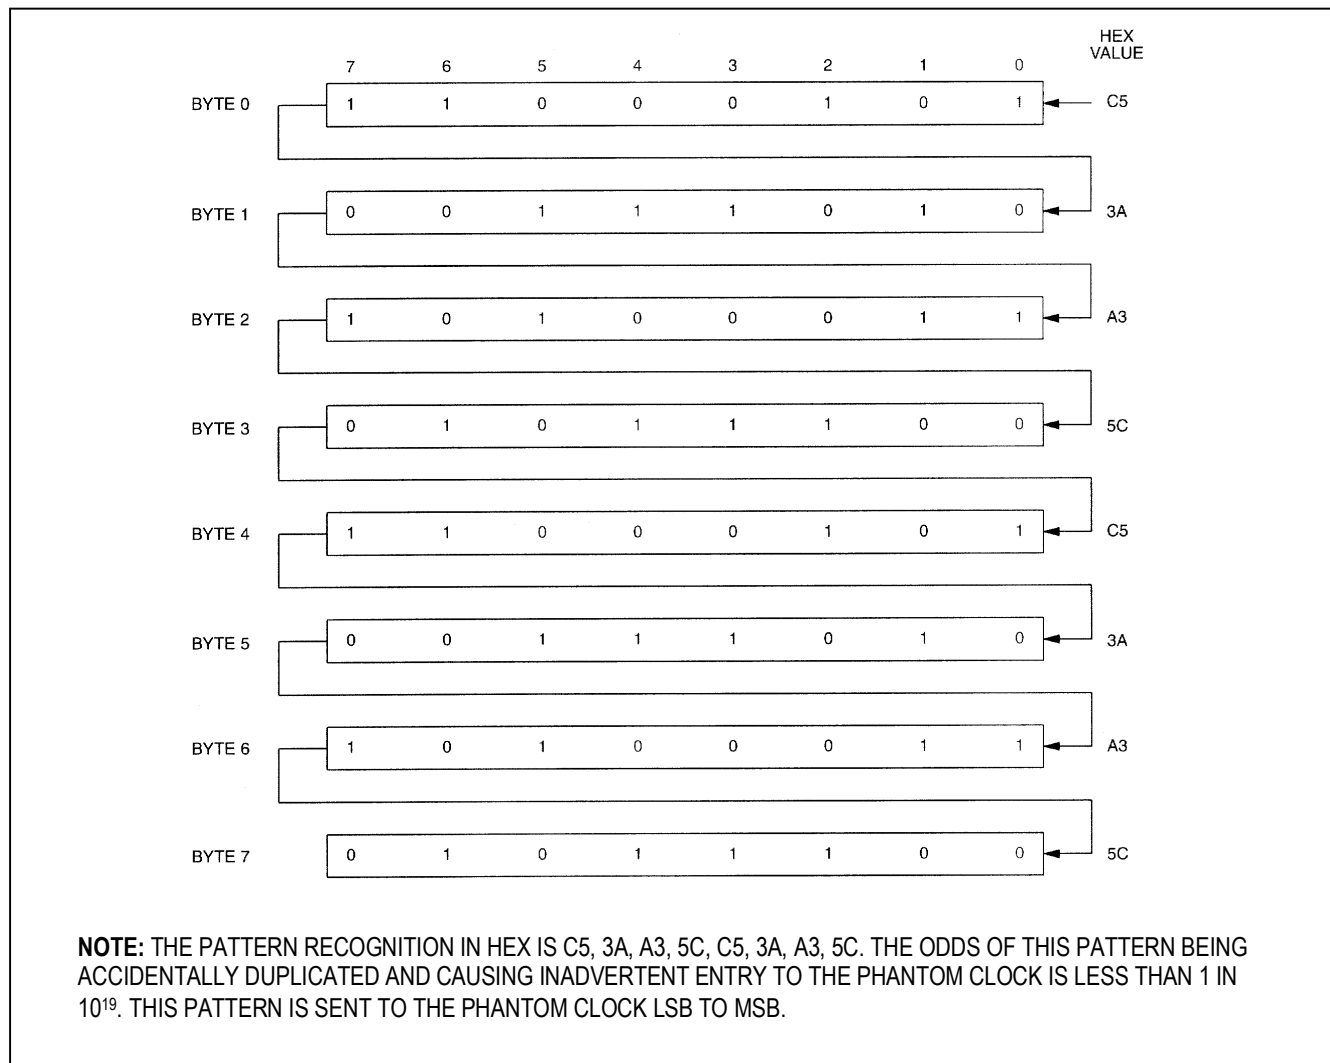 HEX
VALUE
7 6 5 4 3 2 1 0
BYTE 0 1 1 0 0 0 1 0 1 C5
BYTE 1 0 0 1 1 1 0 1 0 3A
BYTE 2 1 0 1 0 0 0 1 1 A3
BYTE 3 0 1 0 1 1 1 0 0 5C
BYTE 4 1 1 0 0 0 1 0 1 C5
BYTE 5 0 0 1 1 1 0 1 0 3A
BYTE 6 1 0 1 0 0 0 1 1 A3
BYTE 7 0 1 0 1 1 1 0 0 5C
NOTE: THE PATTERN RECOGNITION IN HEX IS C5, 3A, A3, 5C, C5, 3A, A3, 5C. THE ODDS OF THIS PATTERN BEING
ACCIDENTALLY DUPLICATED AND CAUSING INADVERTENT ENTRY TO THE PHANTOM CLOCK IS LESS THAN 1 IN
10¹⁹. THIS PATTERN IS SENT TO THE PHANTOM CLOCK LSB TO MSB.